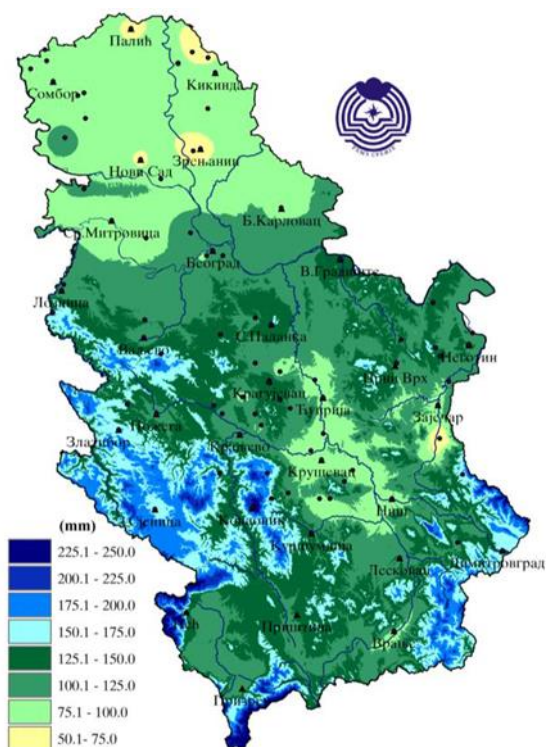 Палић
Кикинда
Сомбор
Зрењанин
Нови Сад
Б.Карловац
Ср.Митровица
Београд
В.Градиште
Лозница
С.Паланка
Ваљево
Неготин
Црни Врх
Крагујевац
Ћуприја
Зајечар
Пожега
Златибор
Краљево
Крушевац
Ниш
Сјеница
Копаоник
Куршумлија
Димитровград
Лесковац
Пећ
Приштина
Врање
Призрен
(mm)
225.1 - 250.0
200.1 - 225.0
175.1 - 200.0
150.1 - 175.0
125.1 - 150.0
100.1 - 125.0
75.1 - 100.0
50.1 - 75.0